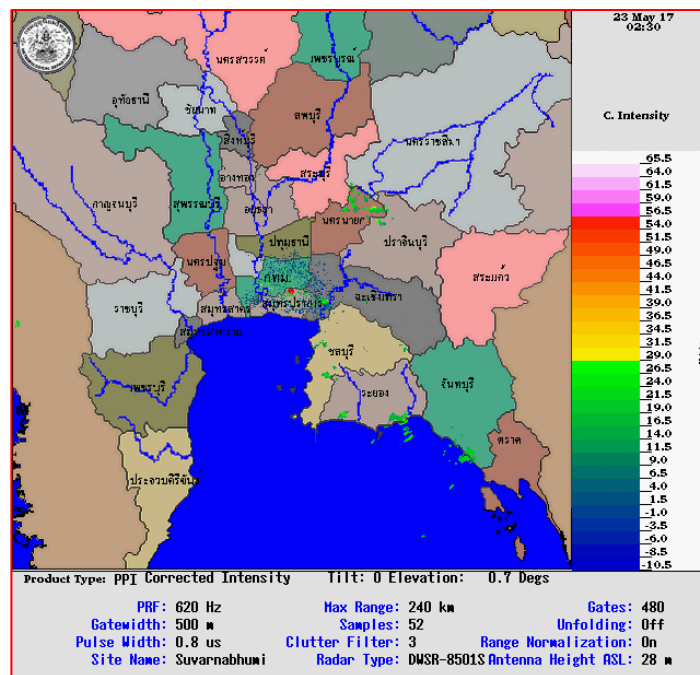 23 May 17
02:30
C. Intensity
นครสวรรค์
เพชรบูรณ์
อุทัยธานี
ชัยนาท
ลพบุรี
สิงห์บุรี
นครราชสีมา
อ่างทอง
สระบุรี
กาญจนบุรี
สุพรรณบุรี
อยุธยา
นครนายก
ปทุมธานี
ปราจีนบุรี
นครปฐม
กทม.
สระแก้ว
ราชบุรี
สมุทรสาคร
สมุทรปราการ
ฉะเชิงเทรา
สมุทรสงคราม
ชลบุรี
เพชรบุรี
ระยอง
จันทบุรี
ตราด
ประจวบคีรีขันธ์
65.5
64.0
61.5
59.0
56.5
54.0
51.5
49.0
46.5
44.0
41.5
39.0
36.5
34.5
31.5
29.0
26.5
24.0
21.5
19.0
16.5
14.0
11.5
9.0
6.5
4.0
1.5
-1.0
-3.5
-6.0
-8.5
-10.5
Product Type: PPI Corrected Intensity Tilt: 0 Elevation: 0.7 Degs
PRF: 620 Hz Max Range: 240 km Gates: 480
Gatewidth: 500 m Samples: 52 Unfolding: Off
Pulse Width: 0.8 us Clutter Filter: 3 Range Normalization: On
Site Name: Suvarnabhumi Radar Type: DWSR-8501S Antenna Height ASL: 28 m